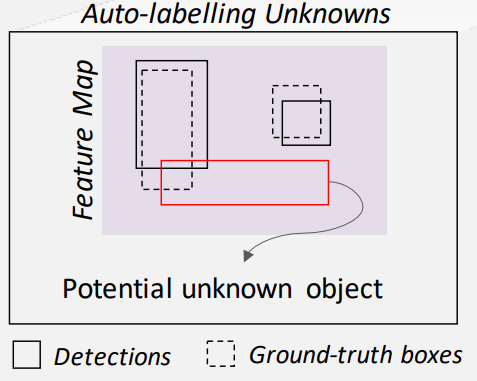 Auto-labelling Unknowns
Feature Map
Potential unknown object
Detections
Ground-truth boxes